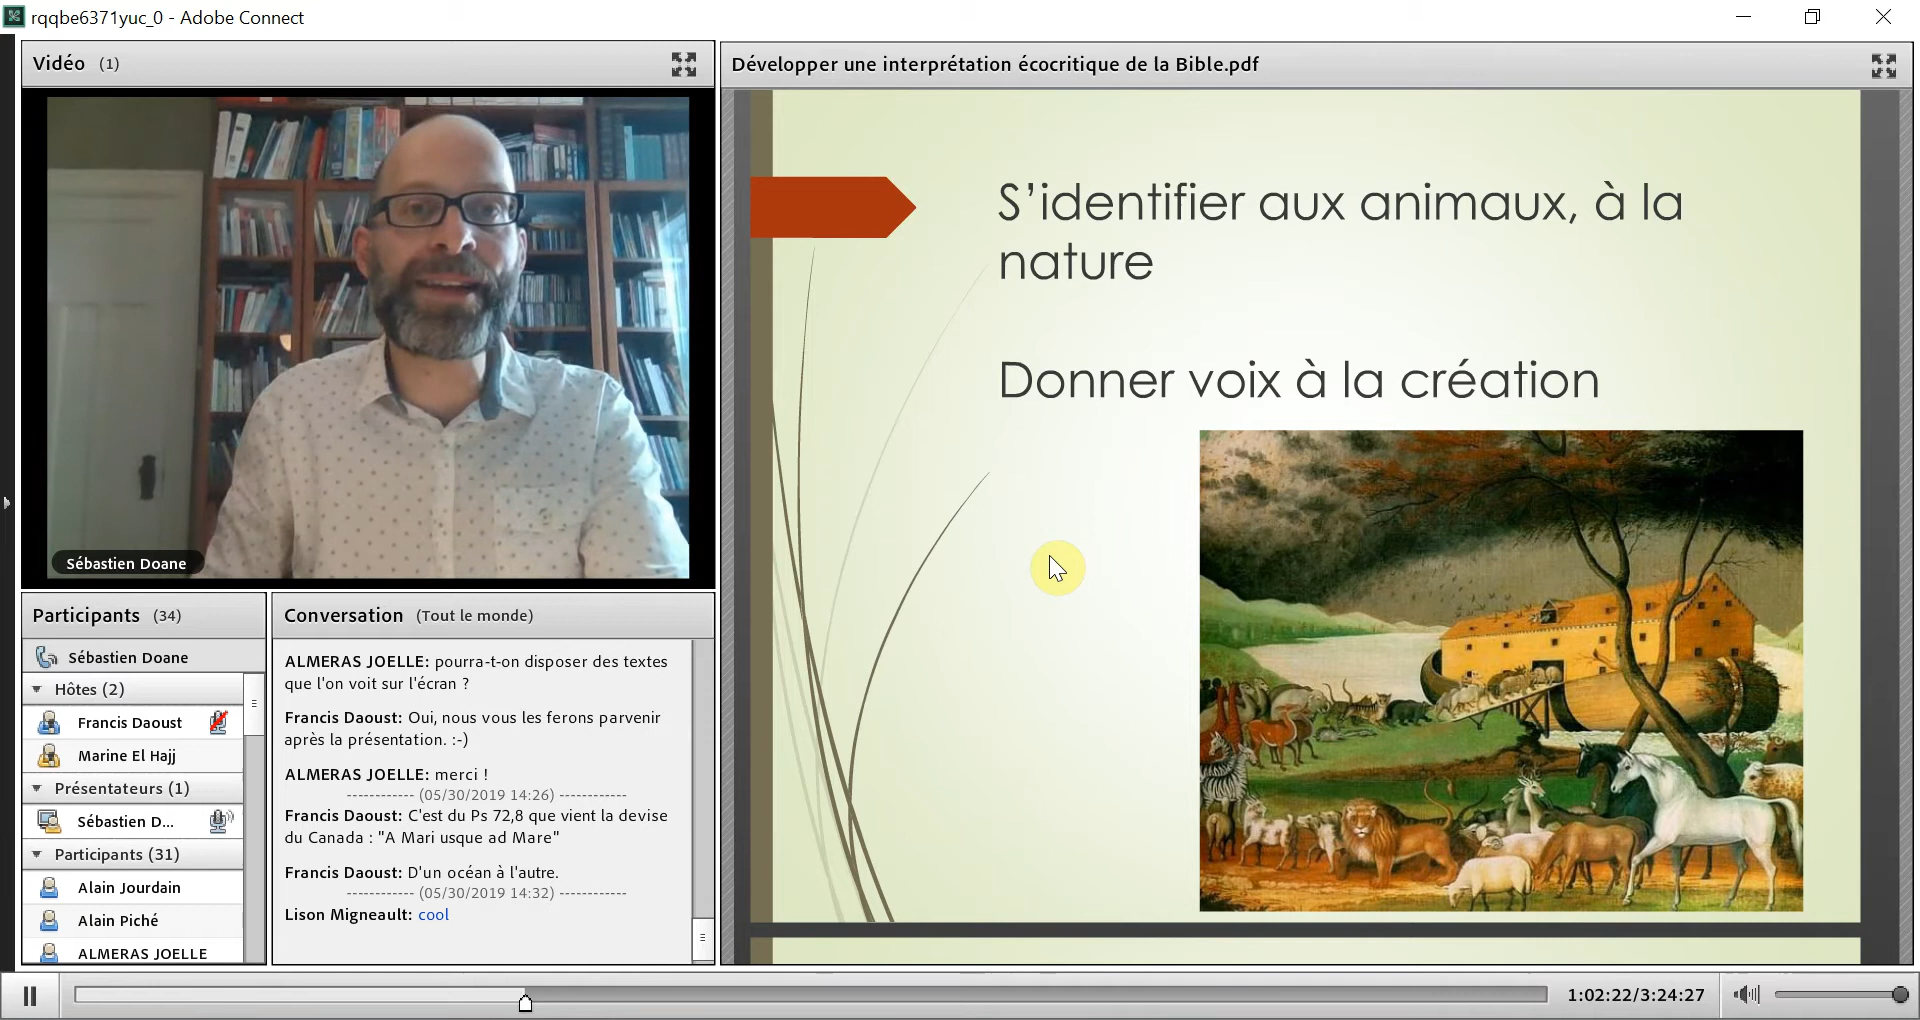 rqqbe6371yuc_0 - Adobe Connect
Vidéo (1)
Sébastien Doane
Participants (34)
Sébastien Doane
Hôtes (2)
Francis Daoust
Marine El Hajj
Présentateurs (1)
Sébastien D...
Participants (31)
Alain Jourdain
Alain Piché
ALMERAS JOELLE
Conversation (Tout le monde)
ALMERAS JOELLE: pourra-t-on disposer des textes
que l'on voit sur l'écran ?
Francis Daoust: Oui, nous vous les ferons parvenir
après la présentation. :-)
ALMERAS JOELLE: merci !
------------ (05/30/2019 14:26) ------------
Francis Daoust: C'est du Ps 72,8 que vient la devise
du Canada : "A Mari usque ad Mare"
Francis Daoust: D'un océan à l'autre.
------------ (05/30/2019 14:32) ------------
Lison Migneault: cool
Développer une interprétation écocritique de la Bible.pdf
S'identifier aux animaux, à la
nature
Donner voix à la création
1:02:22/3:24:27